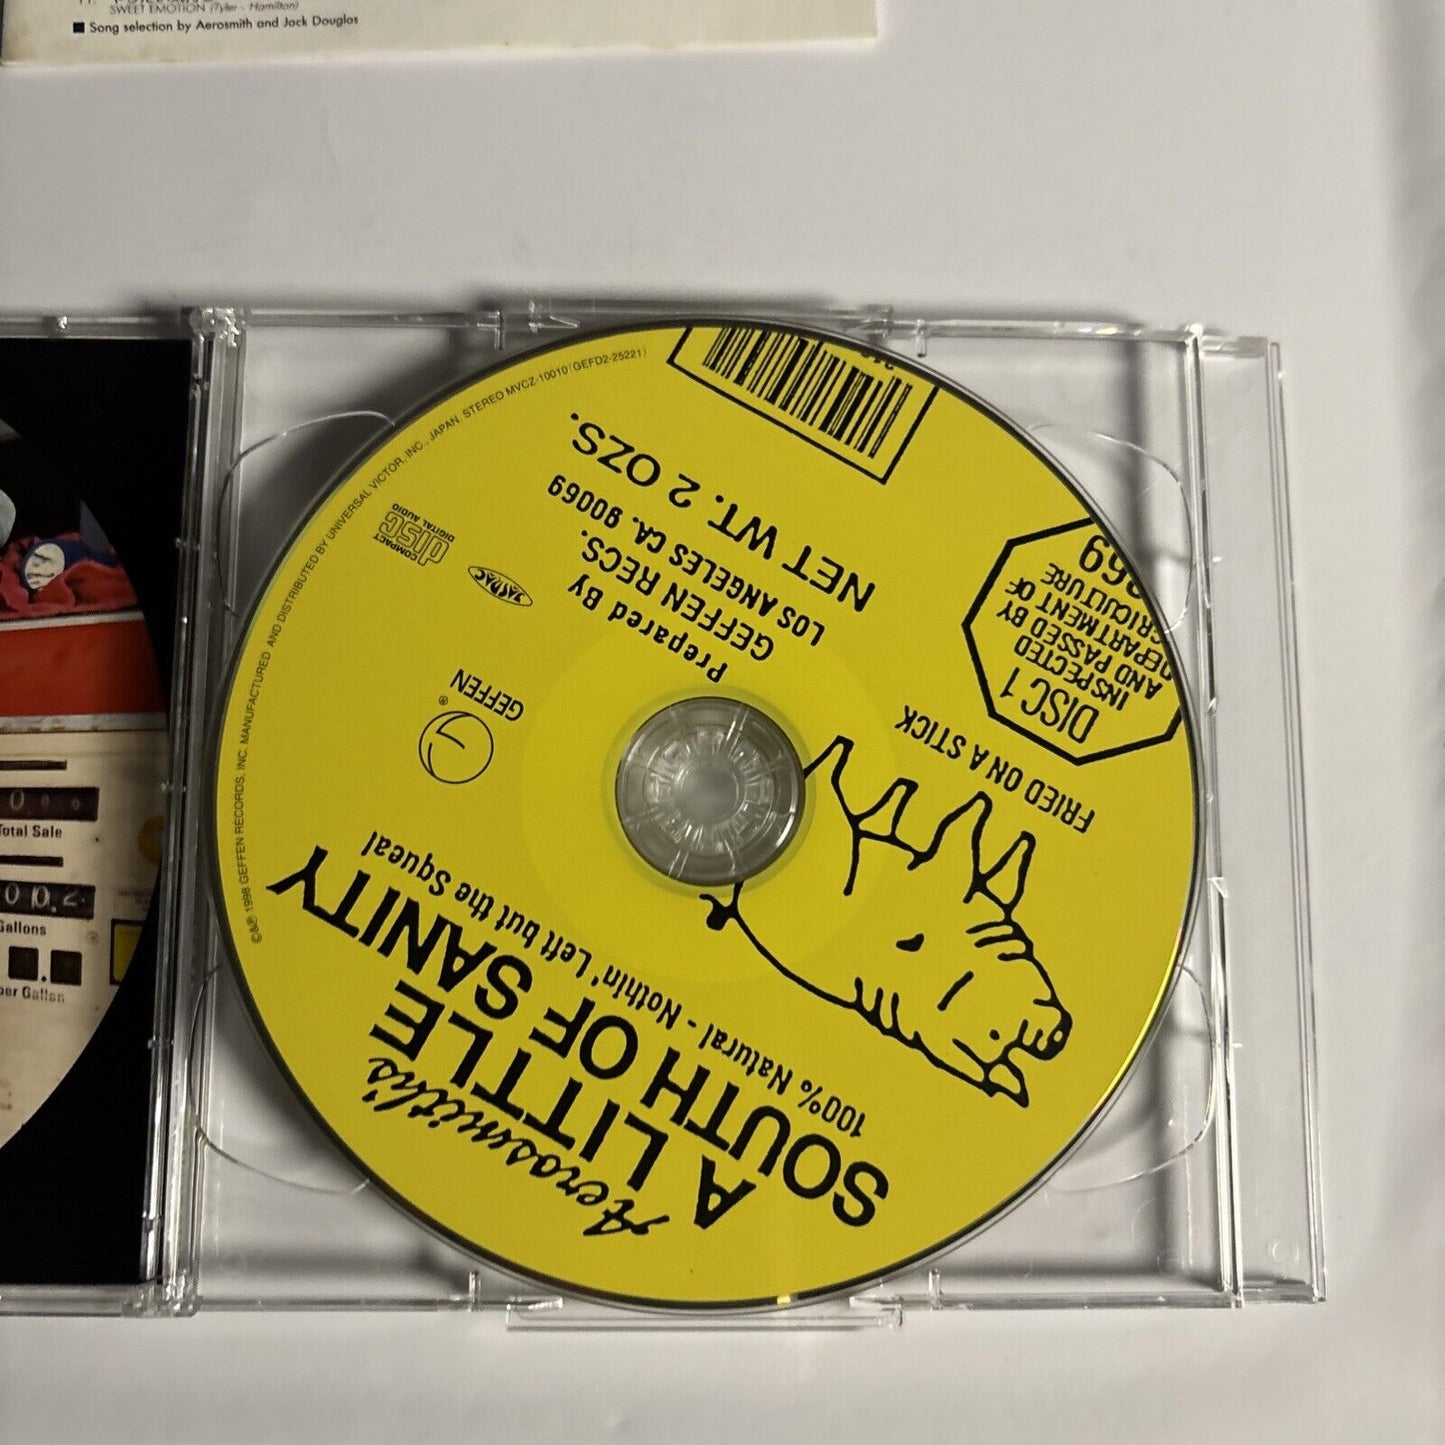 SWEET EMOTION (Tyler - Hamilton)
■ Song selection by Aerosmith and Jack Douglas
Aerosmith's
A LITTLE
SOUTH OF SANITY
100% Natural - Nothin' Left but the Squeal
FRIED ON A STICK
DISC 1
INSPECTED
AND PASSED BY
DEPARTMENT OF
GEFFEN
®
Prepared By
GEFFEN RECS.
LOS ANGELES CA. 90069
NET WT. 2 OZS.
JASRAC
COMPACT
disc
DIGITAL AUDIO
©&℗ 1998 GEFFEN RECORDS, INC. MANUFACTURED AND DISTRIBUTED BY UNIVERSAL VICTOR, INC., JAPAN. STEREO MVCZ-10010 (GEFD2-25221)
Total Sale
Gallons
per Gallon